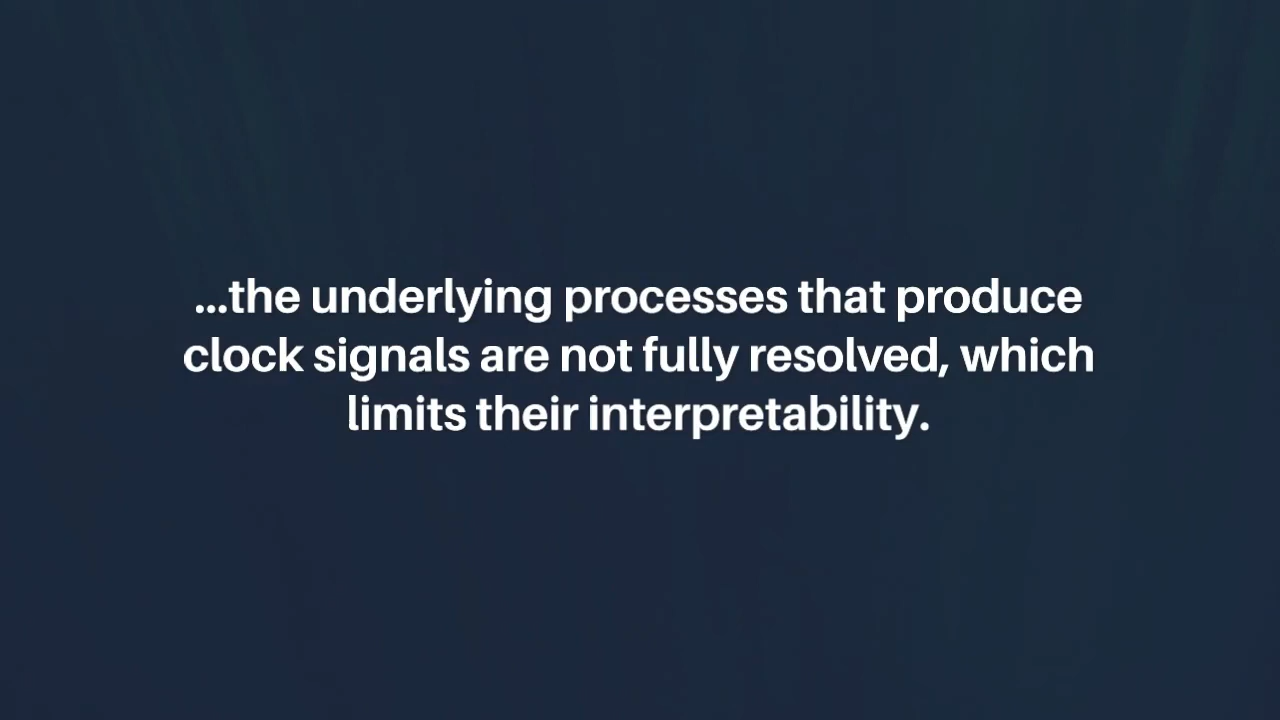 ...the underlying processes that produce
clock signals are not fully resolved, which
limits their interpretability.